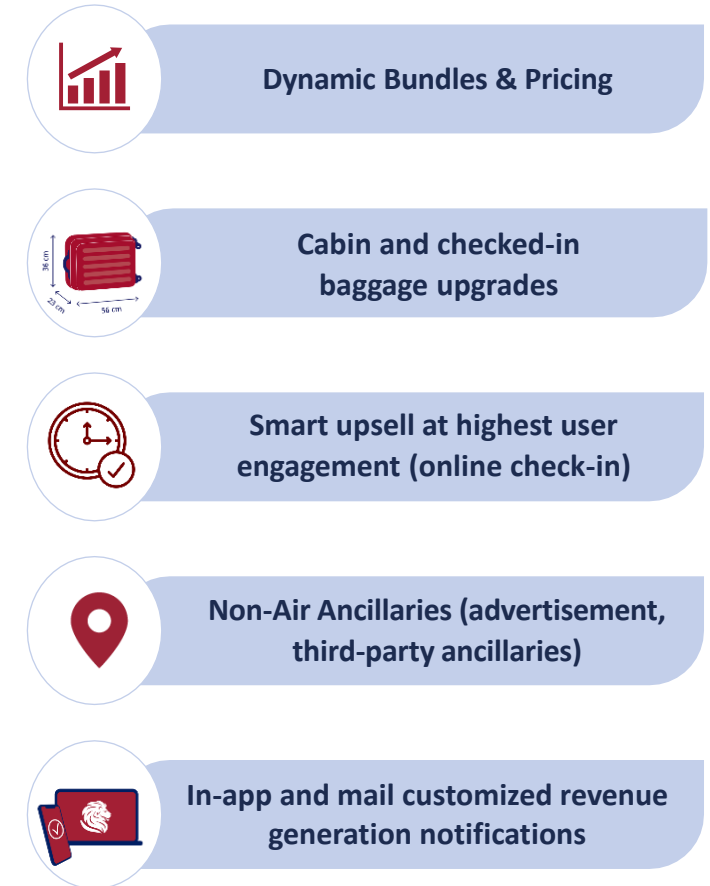 Dynamic Bundles & Pricing
Cabin and checked-in
baggage upgrades
36 cm
23 cm
56 cm
Smart upsell at highest user
engagement (online check-in)
Non-Air Ancillaries (advertisement,
third-party ancillaries)
In-app and mail customized revenue
generation notifications